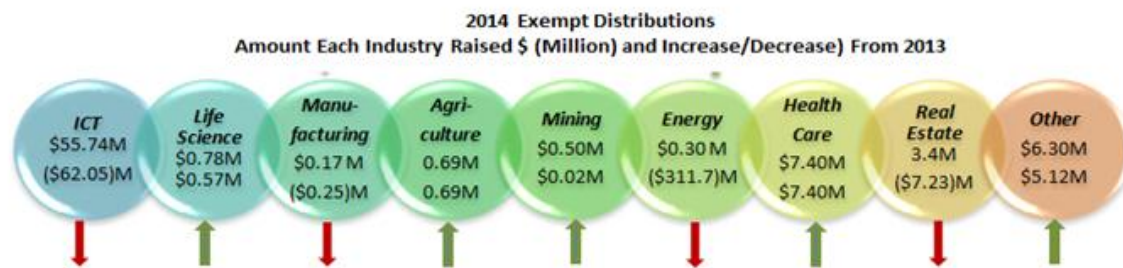 2014 Exempt Distributions
Amount Each Industry Raised $ (Million) and Increase/Decrease) From 2013
ICT
$55.74M
($62.05)M
Life
Science
$0.78M
$0.57M
Manu-
facturing
$0.17M
($0.25)M
Agri-
culture
0.69M
0.69M
Mining
$0.50M
$0.02M
Energy
$0.30 M
($311.7)M
Health
Care
$7.40M
$7.40M
Real
Estate
3.4M
($7.23)M
Other
$6.30M
$5.12M